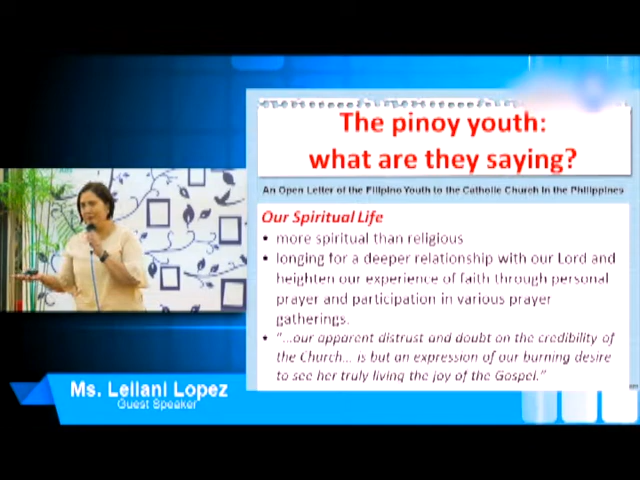 The pinoy youth:
what are they saying?
An Open Letter of the Filipino Youth to the Catholic Church in the Philippines
Our Spiritual Life
• more spiritual than religious
• longing for a deeper relationship with our Lord and
heighten our experience of faith through personal
prayer and participation in various prayer
gatherings.
• "...our apparent distrust and doubt on the credibility of
the Church... is but an expression of our burning desire
to see her truly living the joy of the Gospel."
Ms. Leilani Lopez
Guest Speaker